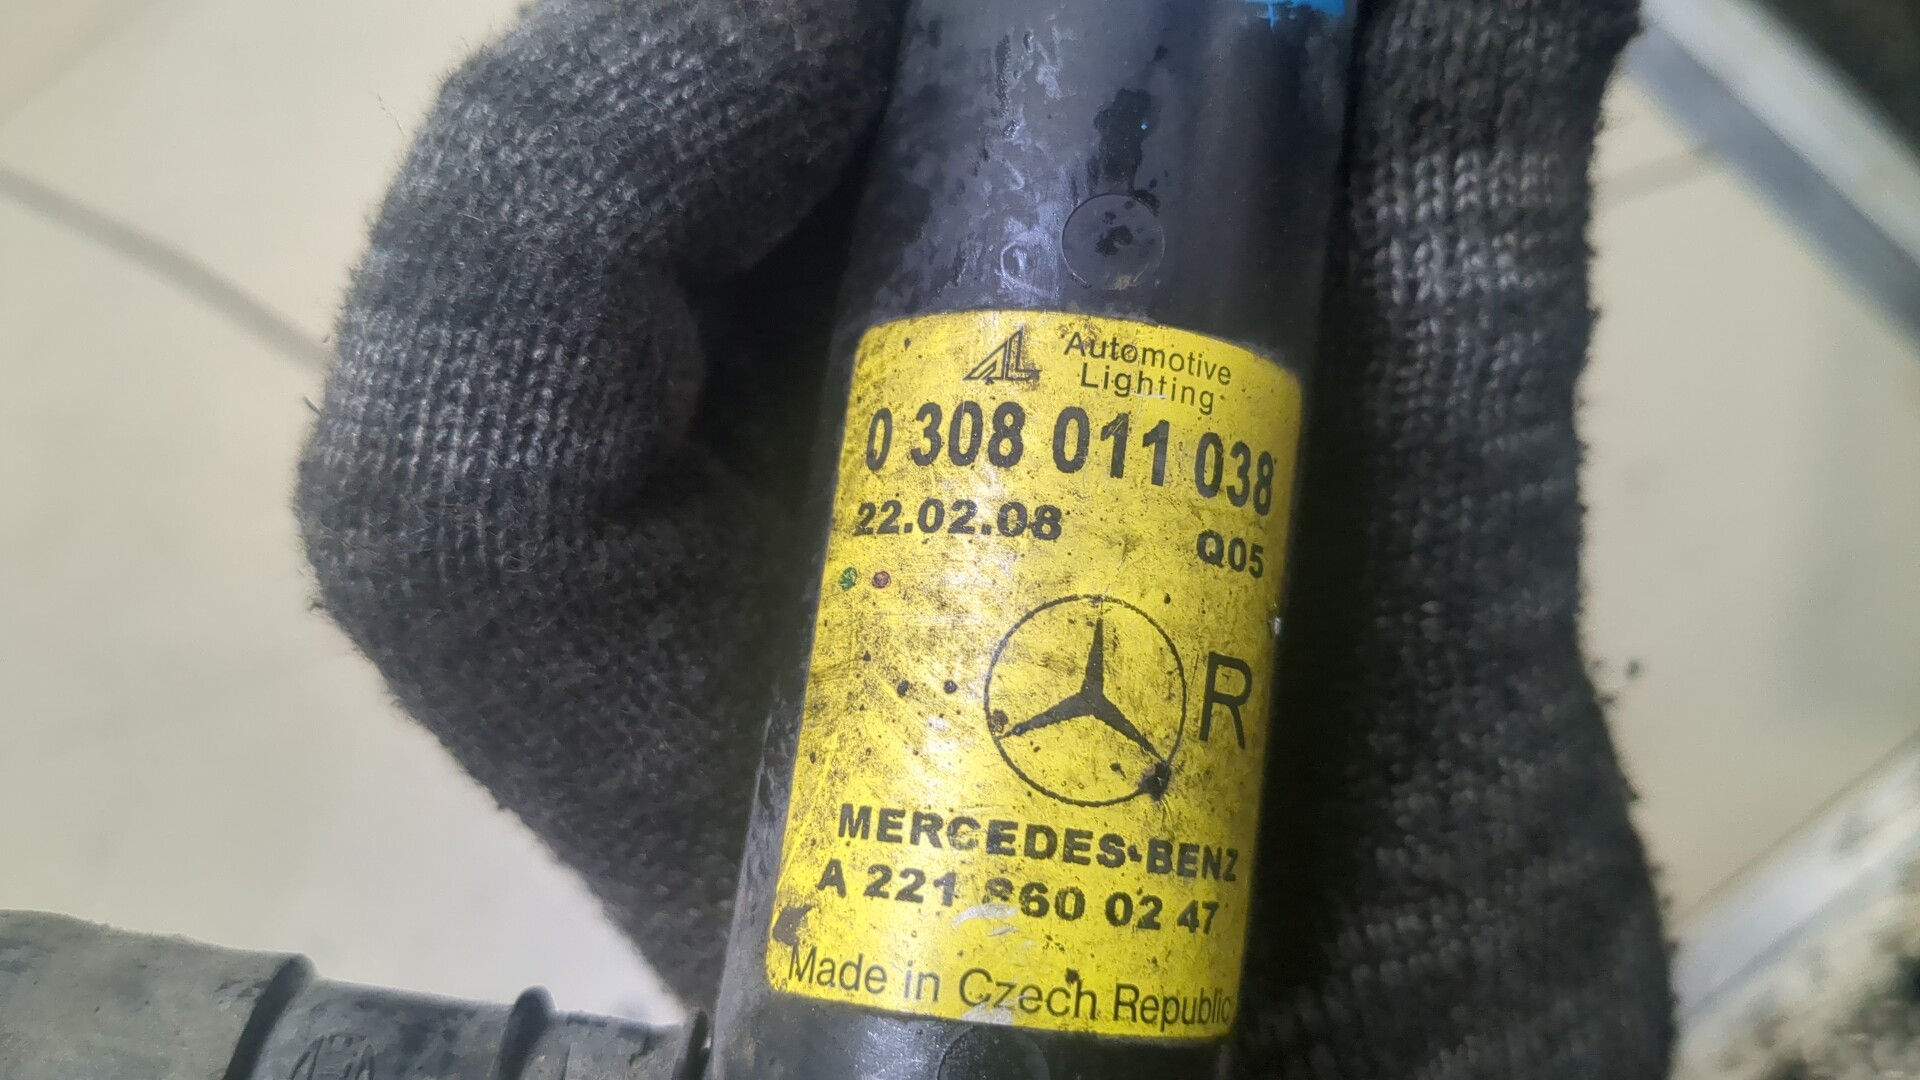 AL Automotive
Lighting
0 308 011 038
22.02.08 Q05
R
MERCEDES-BENZ
A 221 860 02 47
Made in Czech Republic